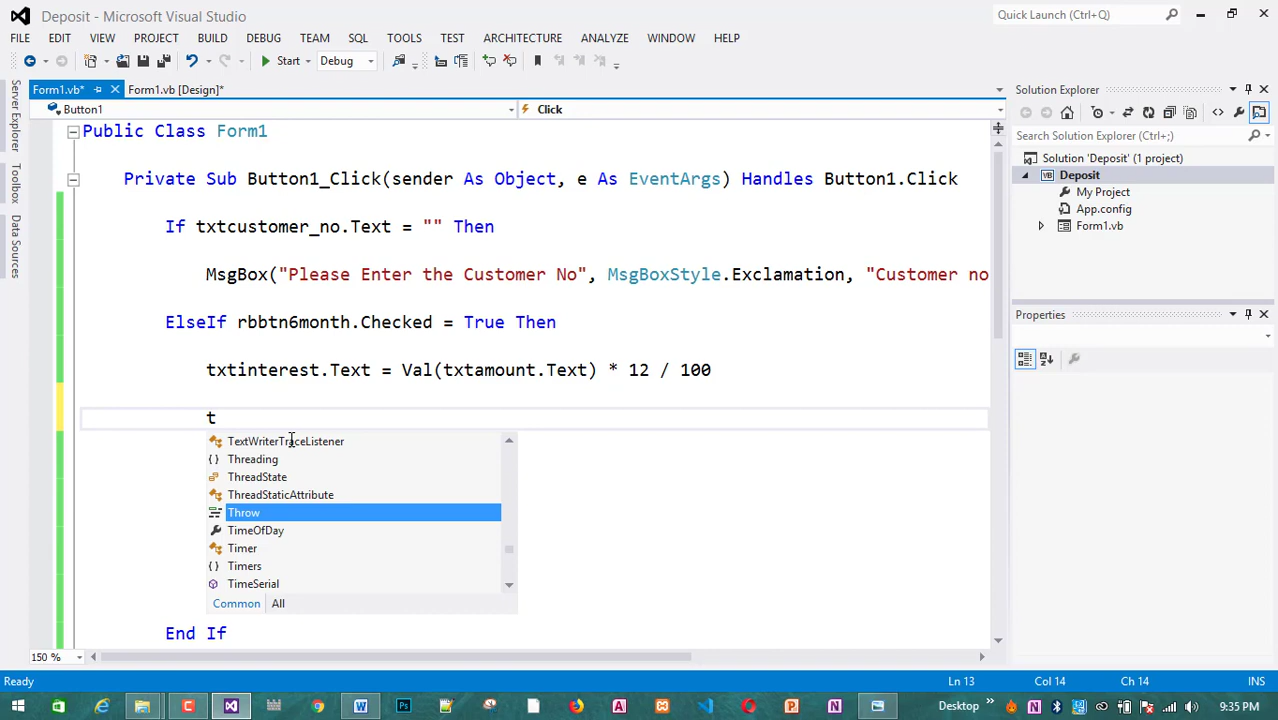 Deposit - Microsoft Visual Studio
Quick Launch (Ctrl+Q)
FILE EDIT VIEW PROJECT BUILD DEBUG TEAM SQL TOOLS TEST ARCHITECTURE ANALYZE WINDOW HELP
Start Debug
Server Explorer
Toolbox
Data Sources
Form1.vb* Form1.vb [Design]*
Button1 Click
Public Class Form1
Private Sub Button1_Click(sender As Object, e As EventArgs) Handles Button1.Click
If txtcustomer_no.Text = "" Then
MsgBox("Please Enter the Customer No", MsgBoxStyle.Exclamation, "Customer no
ElseIf rbbtn6month.Checked = True Then
txtinterest.Text = Val(txtamount.Text) * 12 / 100
t
TextWriterTraceListener
Threading
ThreadState
ThreadStaticAttribute
Throw
TimeOfDay
Timer
Timers
TimeSerial
Common All
End If
150 %
Solution Explorer
Search Solution Explorer (Ctrl+;)
Solution 'Deposit' (1 project)
Deposit
My Project
App.config
Form1.vb
Properties
Ready Ln 13 Col 14 Ch 14 INS
Desktop 9:35 PM